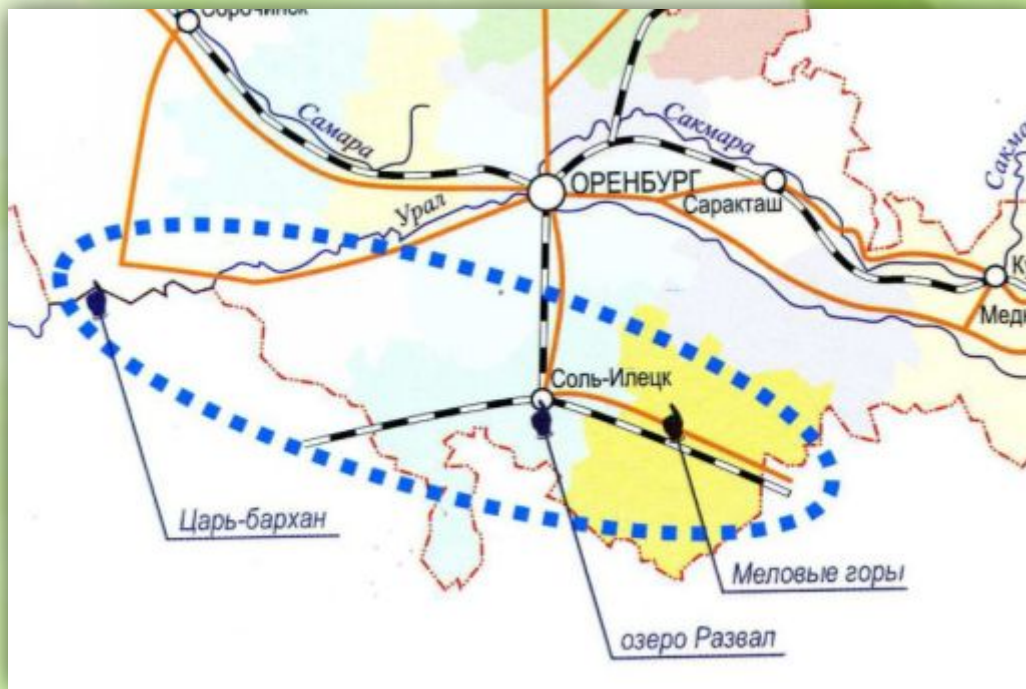 Самара
Сакмара
ОРЕНБУРГ
Саракташ
Урал
Соль-Илецк
Царь-бархан
Меловые горы
озеро Развал